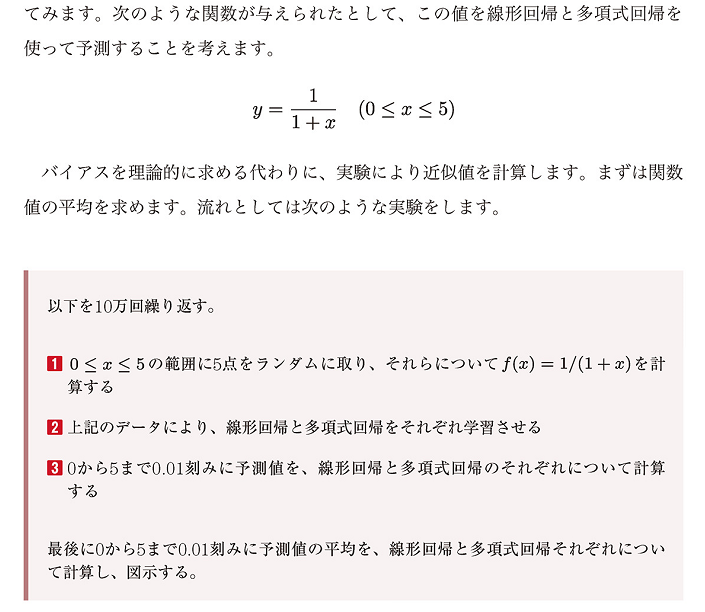 てみます。次のような関数が与えられたとして、この値を線形回帰と多項式回帰を
使って予測することを考えます。
y = 1/(1 + x) (0 ≤ x ≤ 5)
バイアスを理論的に求める代わりに、実験により近似値を計算します。まずは関数
値の平均を求めます。流れとしては次のような実験をします。
以下を10万回繰り返す。
1 0 ≤ x ≤ 5の範囲に5点をランダムに取り、それらについてf(x) = 1/(1 + x)を計
算する
2 上記のデータにより、線形回帰と多項式回帰をそれぞれ学習させる
3 0から5まで0.01刻みに予測値を、線形回帰と多項式回帰のそれぞれについて計算
する
最後に0から5まで0.01刻みに予測値の平均を、線形回帰と多項式回帰それぞれについ
て計算し、図示する。